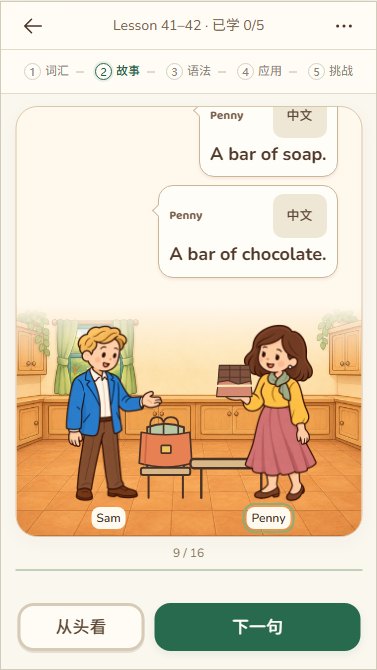 Lesson 41–42 · 已学 0/5
1 词汇 – 2 故事 – 3 语法 – 4 应用 – 5 挑战
Penny 中文
A bar of soap.
Penny 中文
A bar of chocolate.
Sam Penny
9 / 16
从头看 下一句